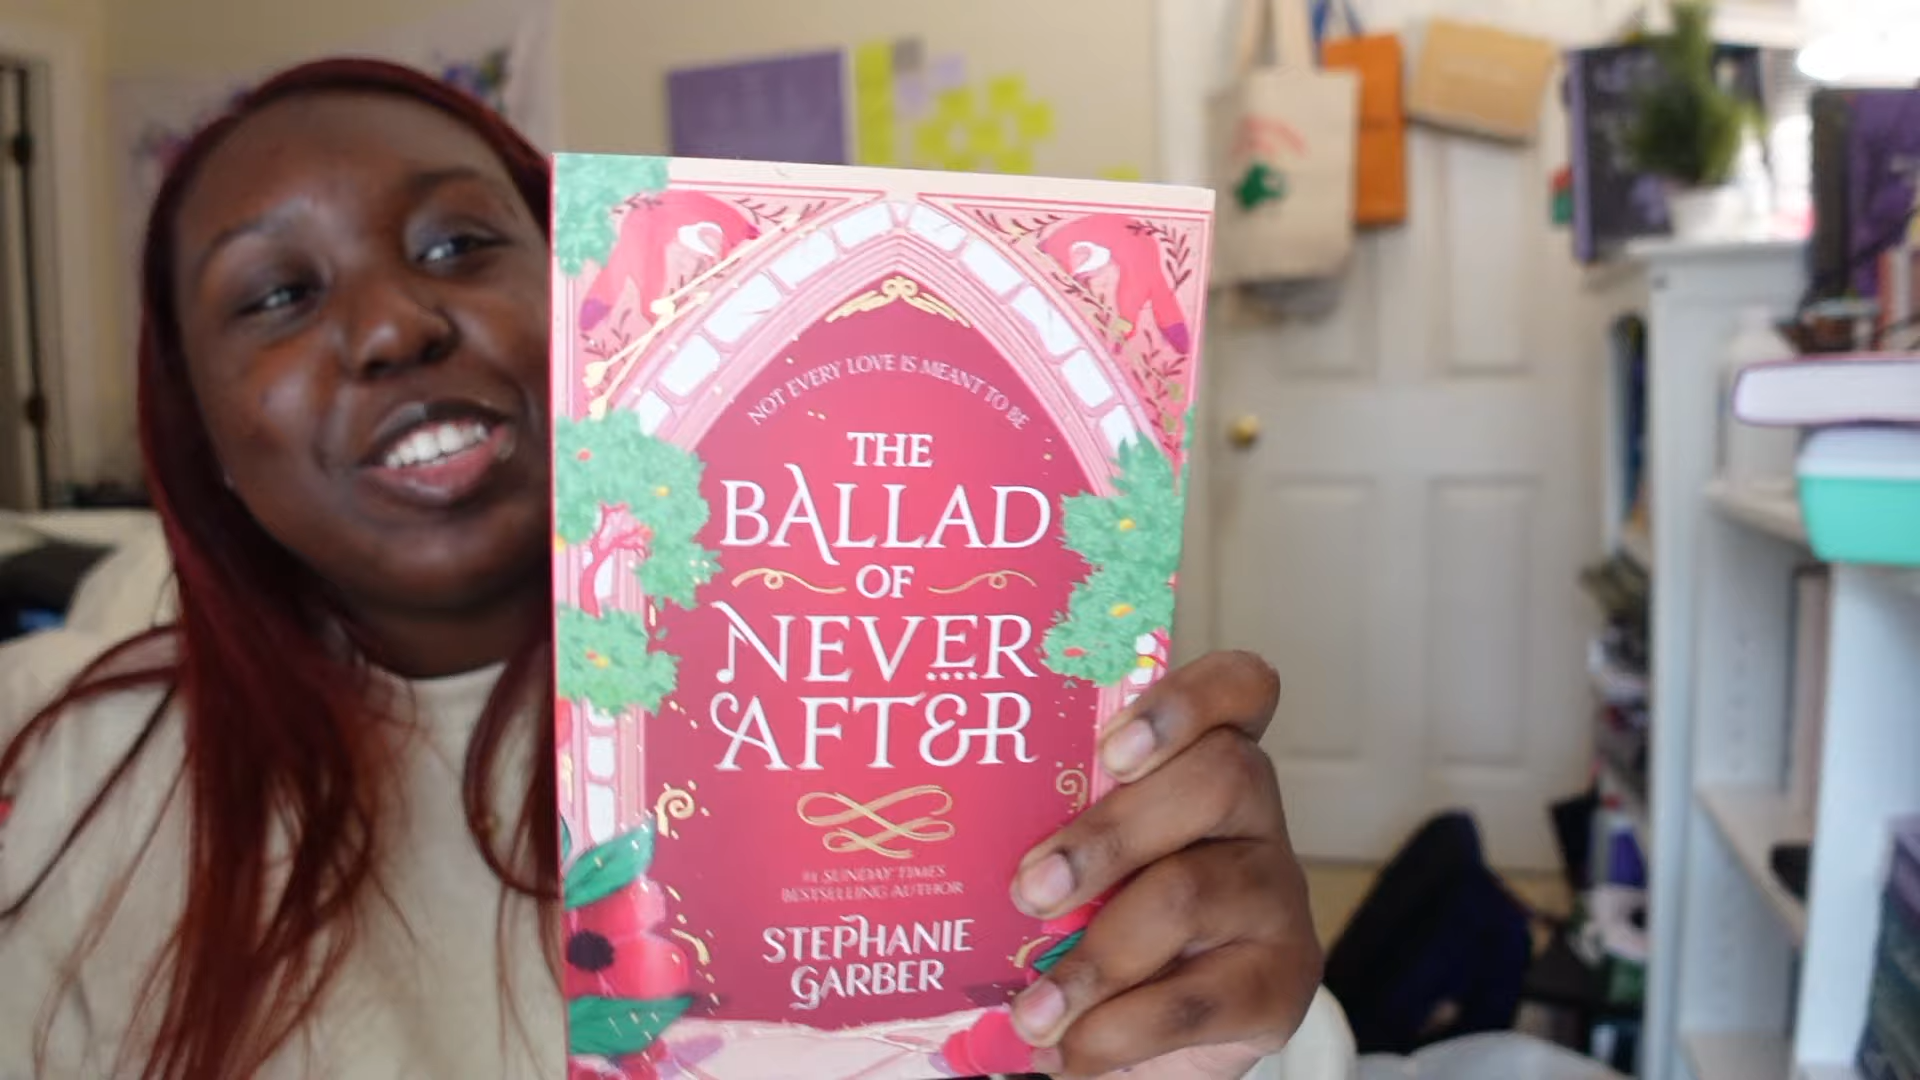 NOT EVERY LOVE IS MEANT TO BE
THE
BALLAD
OF
NEVER
AFTER
#1 SUNDAY TIMES
BESTSELLING AUTHOR
STEPHANIE
GARBER